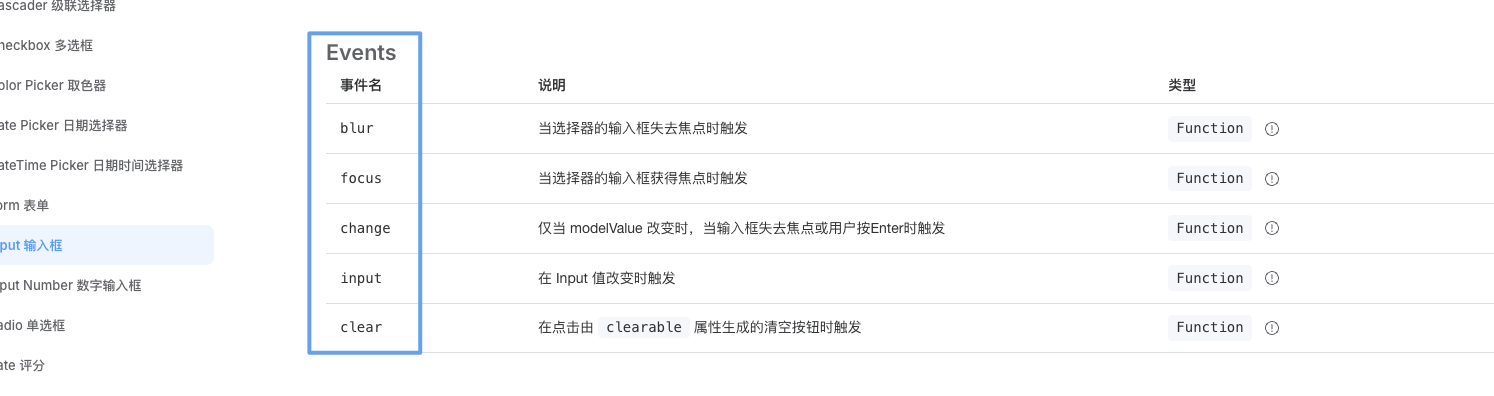 ascader 级联选择器
heckbox 多选框
olor Picker 取色器
ate Picker 日期选择器
ateTime Picker 日期时间选择器
orm 表单
put 输入框
put Number 数字输入框
adio 单选框
ate 评分
Events
事件名 说明 类型
blur 当选择器的输入框失去焦点时触发 Function
focus 当选择器的输入框获得焦点时触发 Function
change 仅当 modelValue 改变时，当输入框失去焦点或用户按Enter时触发 Function
input 在 Input 值改变时触发 Function
clear 在点击由 clearable 属性生成的清空按钮时触发 Function